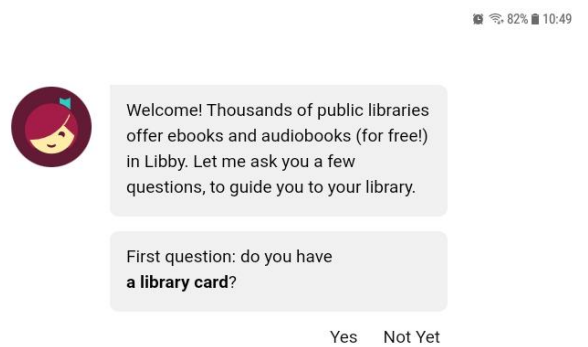 82% 10:49
Welcome! Thousands of public libraries
offer ebooks and audiobooks (for free!)
in Libby. Let me ask you a few
questions, to guide you to your library.
First question: do you have
a library card?
Yes Not Yet